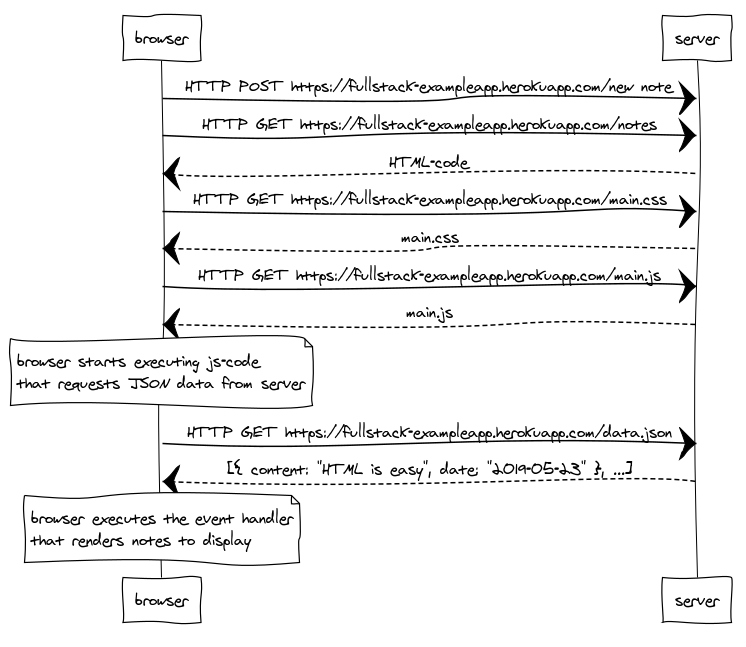 browser
server
HTTP POST https://fullstack-exampleapp.herokuapp.com/new note
HTTP GET https://fullstack-exampleapp.herokuapp.com/notes
HTML-code
HTTP GET https://fullstack-exampleapp.herokuapp.com/main.css
main.css
HTTP GET https://fullstack-exampleapp.herokuapp.com/main.js
main.js
browser starts executing js-code
that requests JSON data from server
HTTP GET https://fullstack-exampleapp.herokuapp.com/data.json
[{ content: "HTML is easy", date: "2019-05-23" }, ...]
browser executes the event handler
that renders notes to display
browser
server